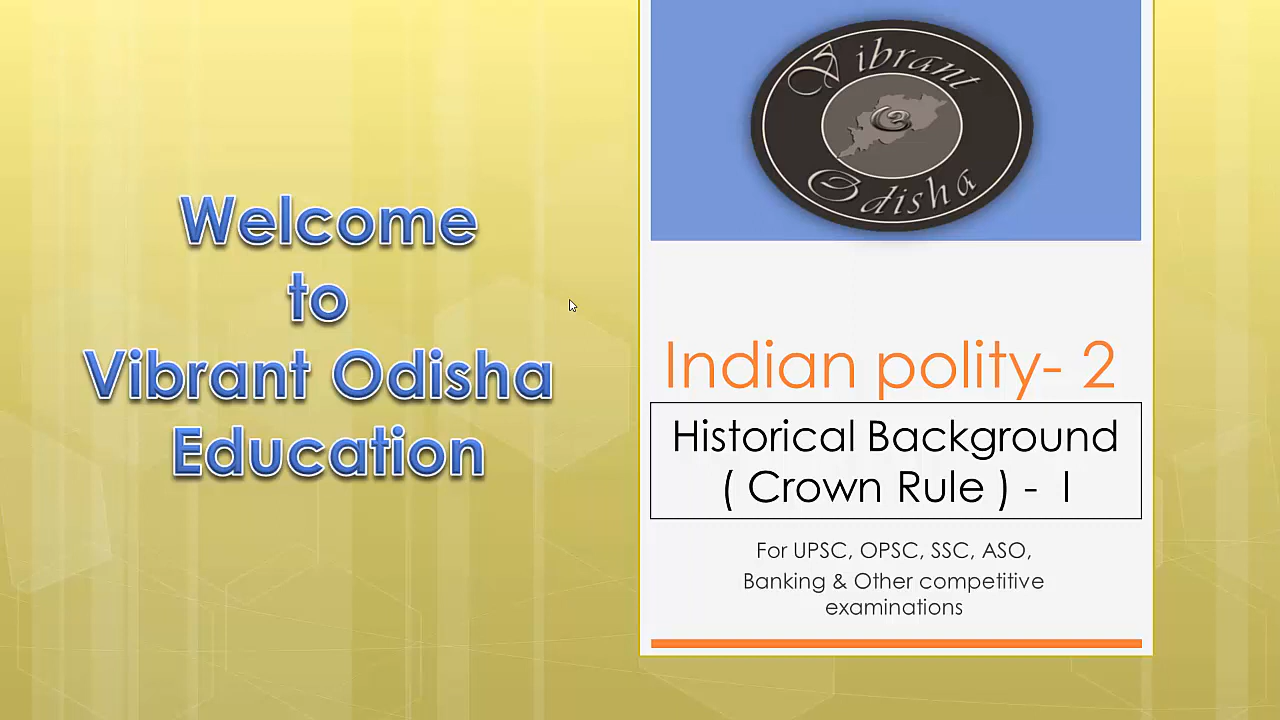 Welcome
to
Vibrant Odisha
Education
Vibrant
Odisha
Indian polity- 2
Historical Background
( Crown Rule ) - I
For UPSC, OPSC, SSC, ASO,
Banking & Other competitive
examinations